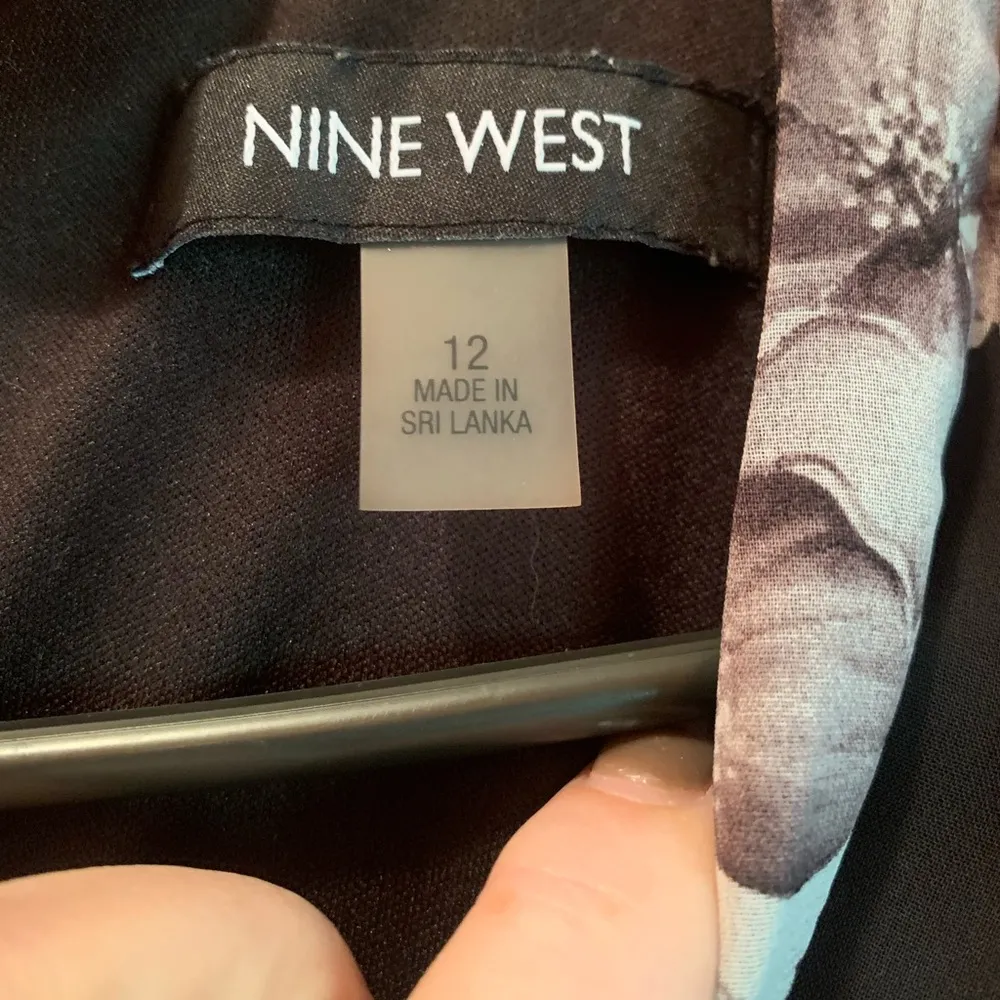 NINE WEST
12
MADE IN
SRI LANKA